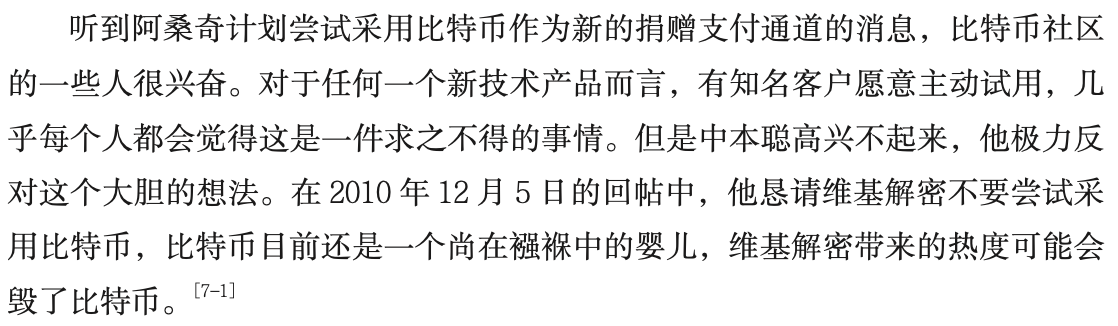 听到阿桑奇计划尝试采用比特币作为新的捐赠支付通道的消息，比特币社区
的一些人很兴奋。对于任何一个新技术产品而言，有知名客户愿意主动试用，几
乎每个人都会觉得这是一件求之不得的事情。但是中本聪高兴不起来，他极力反
对这个大胆的想法。在 2010 年 12 月 5 日的回帖中，他恳请维基解密不要尝试采
用比特币，比特币目前还是一个尚在襁褓中的婴儿，维基解密带来的热度可能会
毁了比特币。[7-1]